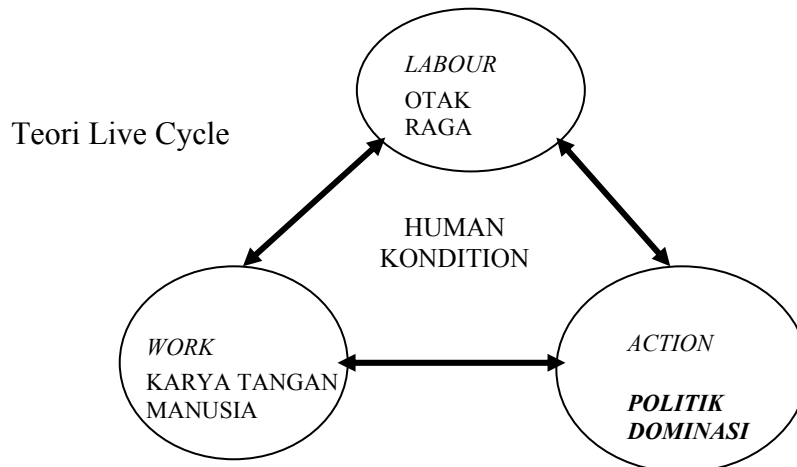 LABOUR
OTAK
RAGA
Teori Live Cycle
HUMAN
KONDITION
WORK
KARYA TANGAN
MANUSIA
ACTION
POLITIK
DOMINASI